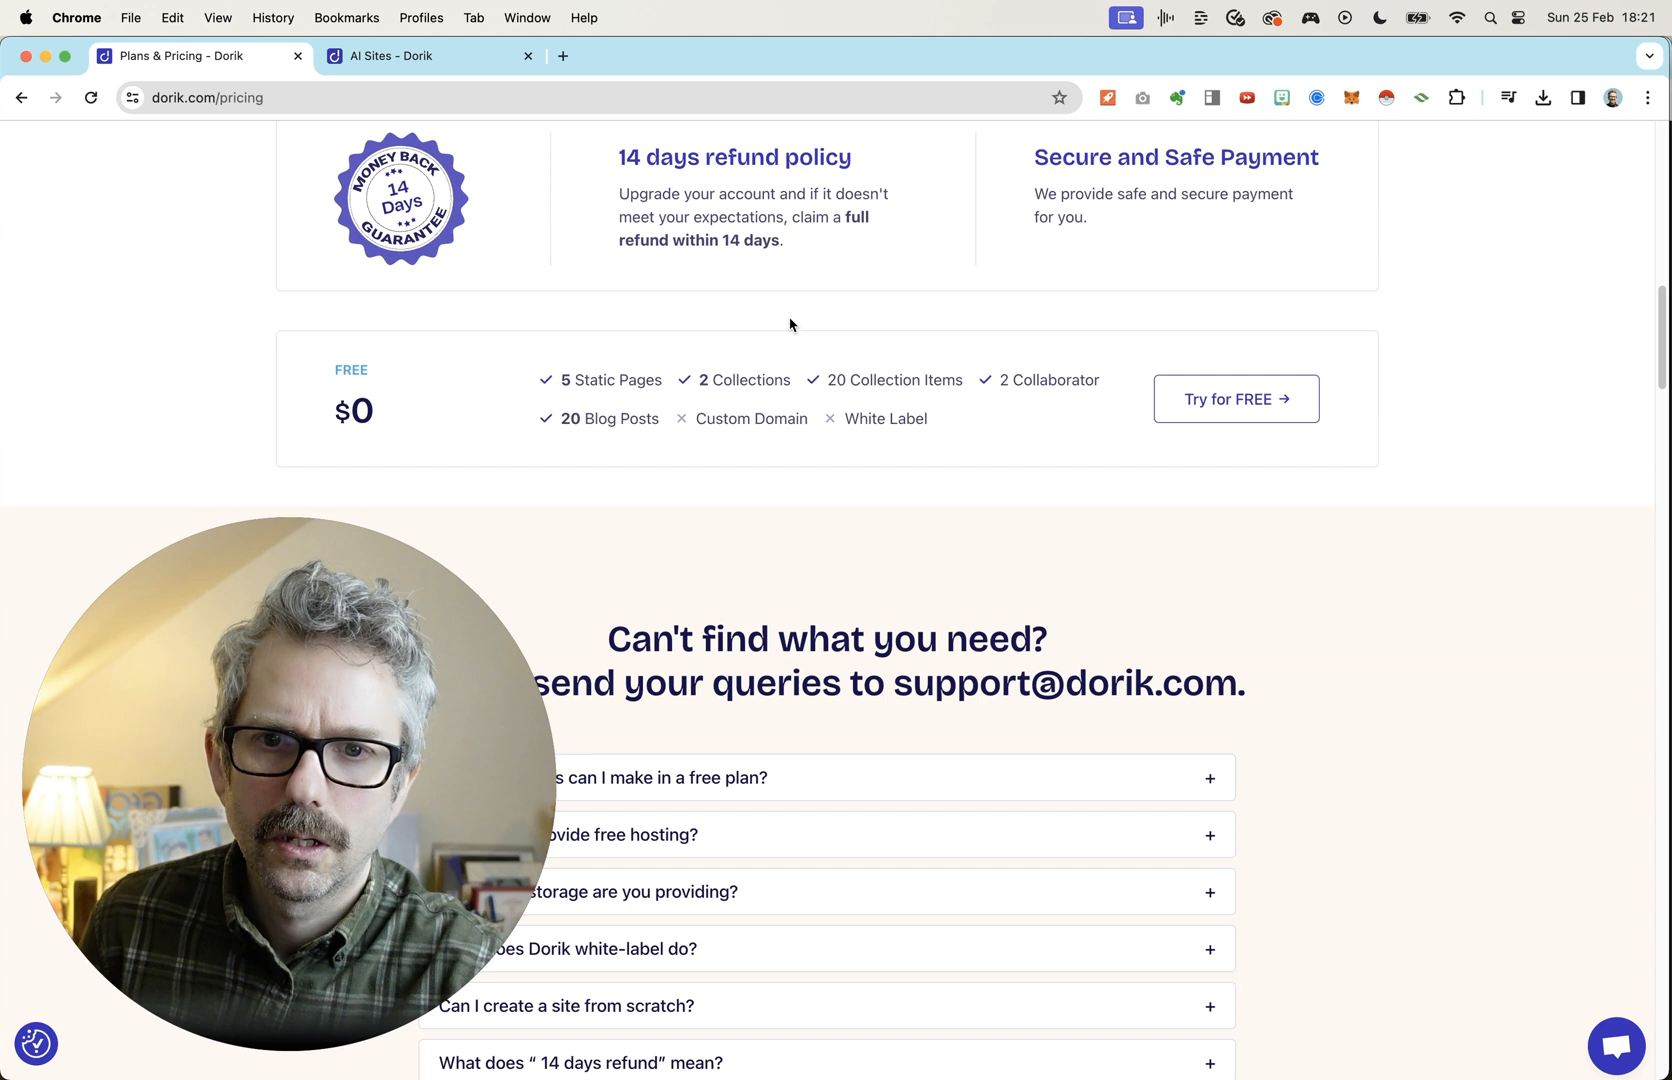 Chrome File Edit View History Bookmarks Profiles Tab Window Help Sun 25 Feb 18:21
Plans & Pricing - Dorik
AI Sites - Dorik
dorik.com/pricing
MONEY BACK
14
Days
GUARANTEE
14 days refund policy
Upgrade your account and if it doesn't
meet your expectations, claim a full
refund within 14 days.
Secure and Safe Payment
We provide safe and secure payment
for you.
FREE
$0
5 Static Pages 2 Collections 20 Collection Items 2 Collaborator
20 Blog Posts Custom Domain White Label
Try for FREE →
Can't find what you need?
send your queries to support@dorik.com.
can I make in a free plan?
free hosting?
are you providing?
Dorik white-label do?
Can I create a site from scratch?
What does “ 14 days refund” mean?